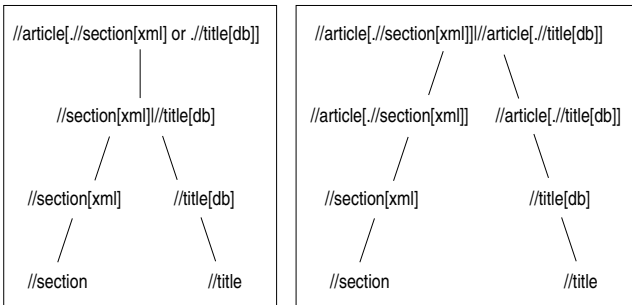 //article[.//section[xml] or .//title[db]]
//section[xml]|//title[db]
//section[xml] //title[db]
//section //title
//article[.//section[xml]]|//article[.//title[db]]
//article[.//section[xml]] //article[.//title[db]]
//section[xml] //title[db]
//section //title